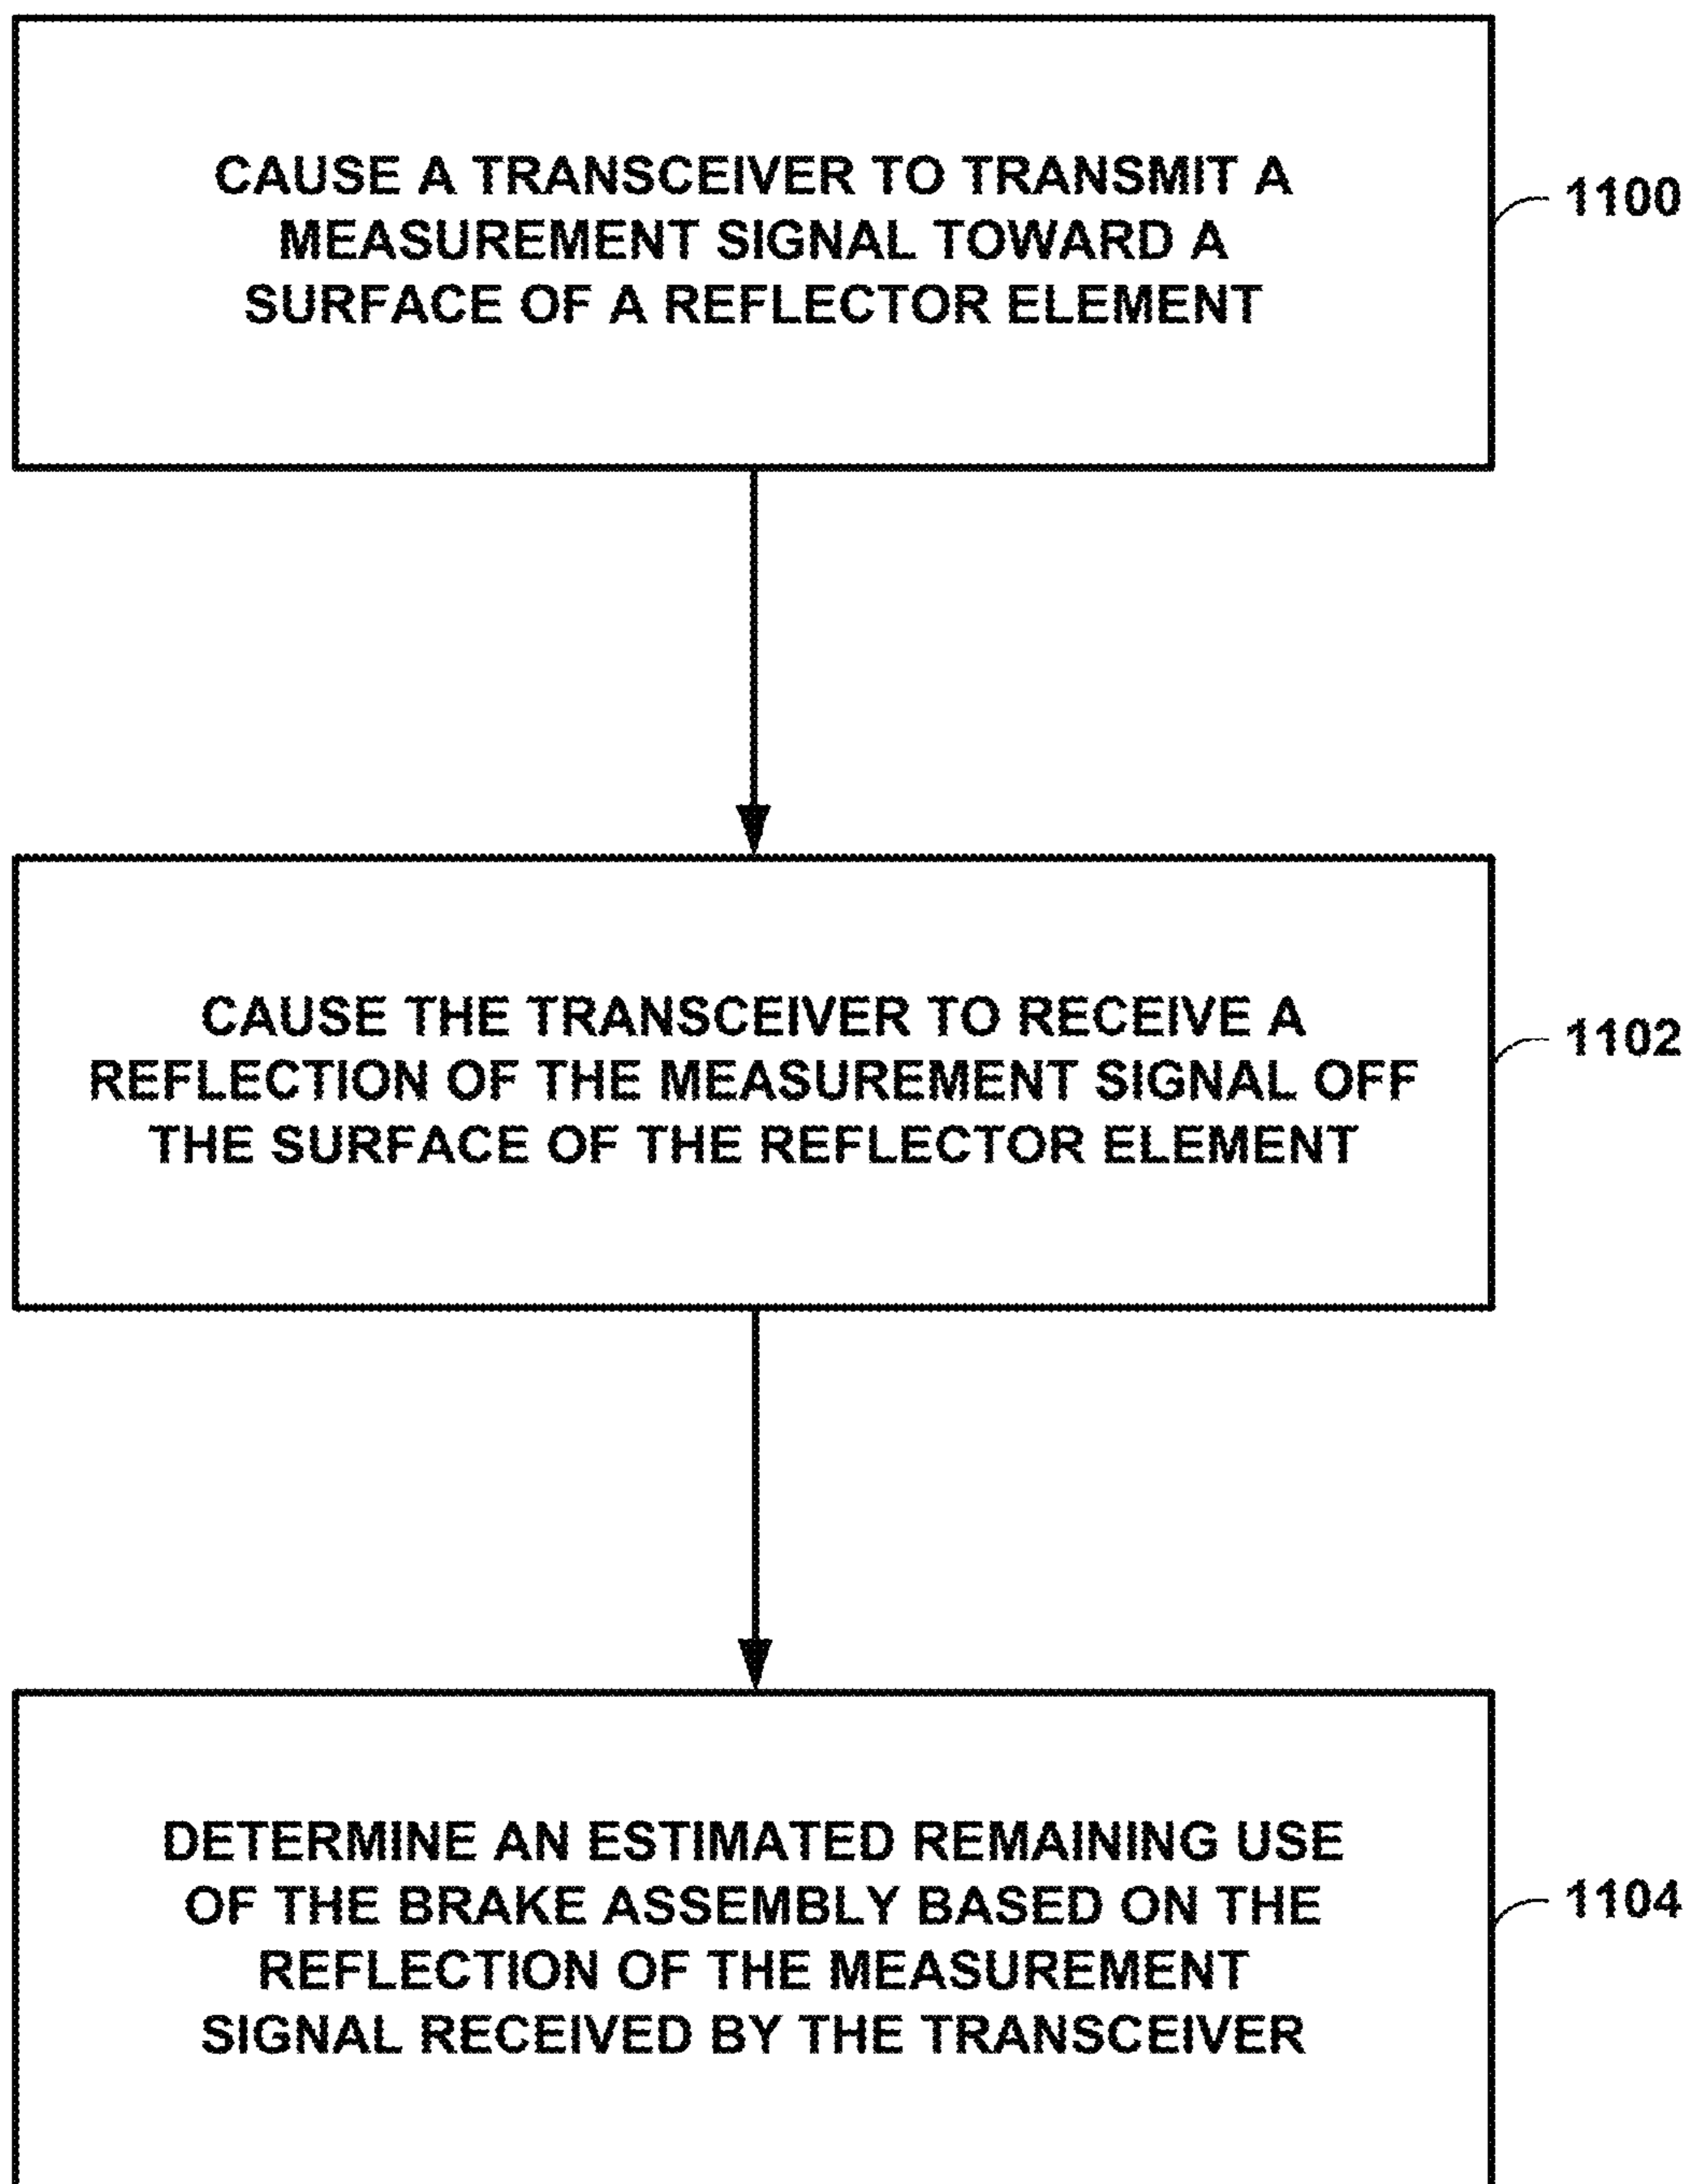 CAUSE A TRANSCEIVER TO TRANSMIT A
MEASUREMENT SIGNAL TOWARD A
SURFACE OF A REFLECTOR ELEMENT
1100
CAUSE THE TRANSCEIVER TO RECEIVE A
REFLECTION OF THE MEASUREMENT SIGNAL OFF
THE SURFACE OF THE REFLECTOR ELEMENT
1102
DETERMINE AN ESTIMATED REMAINING USE
OF THE BRAKE ASSEMBLY BASED ON THE
REFLECTION OF THE MEASUREMENT
SIGNAL RECEIVED BY THE TRANSCEIVER
1104